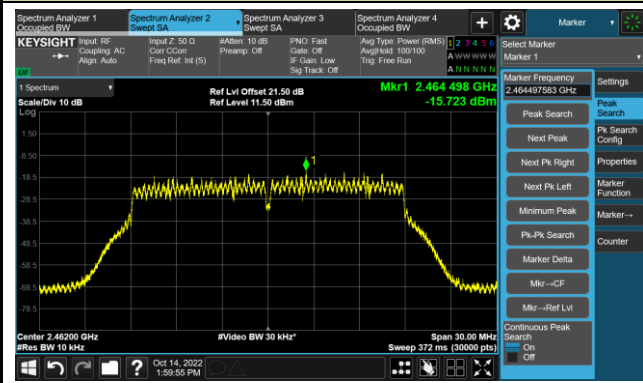 Spectrum Analyzer 1
Occupied BW
Spectrum Analyzer 2
Swept SA
Spectrum Analyzer 3
Swept SA
Spectrum Analyzer 4
Occupied BW
Marker
KEYSIGHT
Input: RF
Coupling: AC
Align: Auto
Input Z: 50 Ω
Corr CCorr
Freq Ref: Int (S)
#Atten: 10 dB
Preamp: Off
PNO: Fast
Gate: Off
IF Gain: Low
Sig Track: Off
Avg Type: Power (RMS)
Avg|Hold: 100/100
Trig: Free Run
1 2 3 4 5 6
A W W W W W
A N N N N N
LXI
Select Marker
Marker 1
1 Spectrum
Scale/Div 10 dB
Log
Ref Lvl Offset 21.50 dB
Ref Level 11.50 dBm
Mkr1 2.464 498 GHz
-15.723 dBm
1
1.50
-8.50
-18.5
-28.5
-38.5
-48.5
-58.5
-68.5
-78.5
Center 2.46200 GHz
#Res BW 10 kHz
#Video BW 30 kHz*
Span 30.00 MHz
Sweep 372 ms (30000 pts)
Marker Frequency
2.464497583 GHz
Peak Search
Next Peak
Next Pk Right
Next Pk Left
Minimum Peak
Pk-Pk Search
Marker Delta
Mkr→CF
Mkr→Ref Lvl
Continuous Peak
Search
On
Off
Settings
Peak
Search
Pk Search
Config
Properties
Marker
Function
Marker→
Counter
Oct 14, 2022
1:59:55 PM